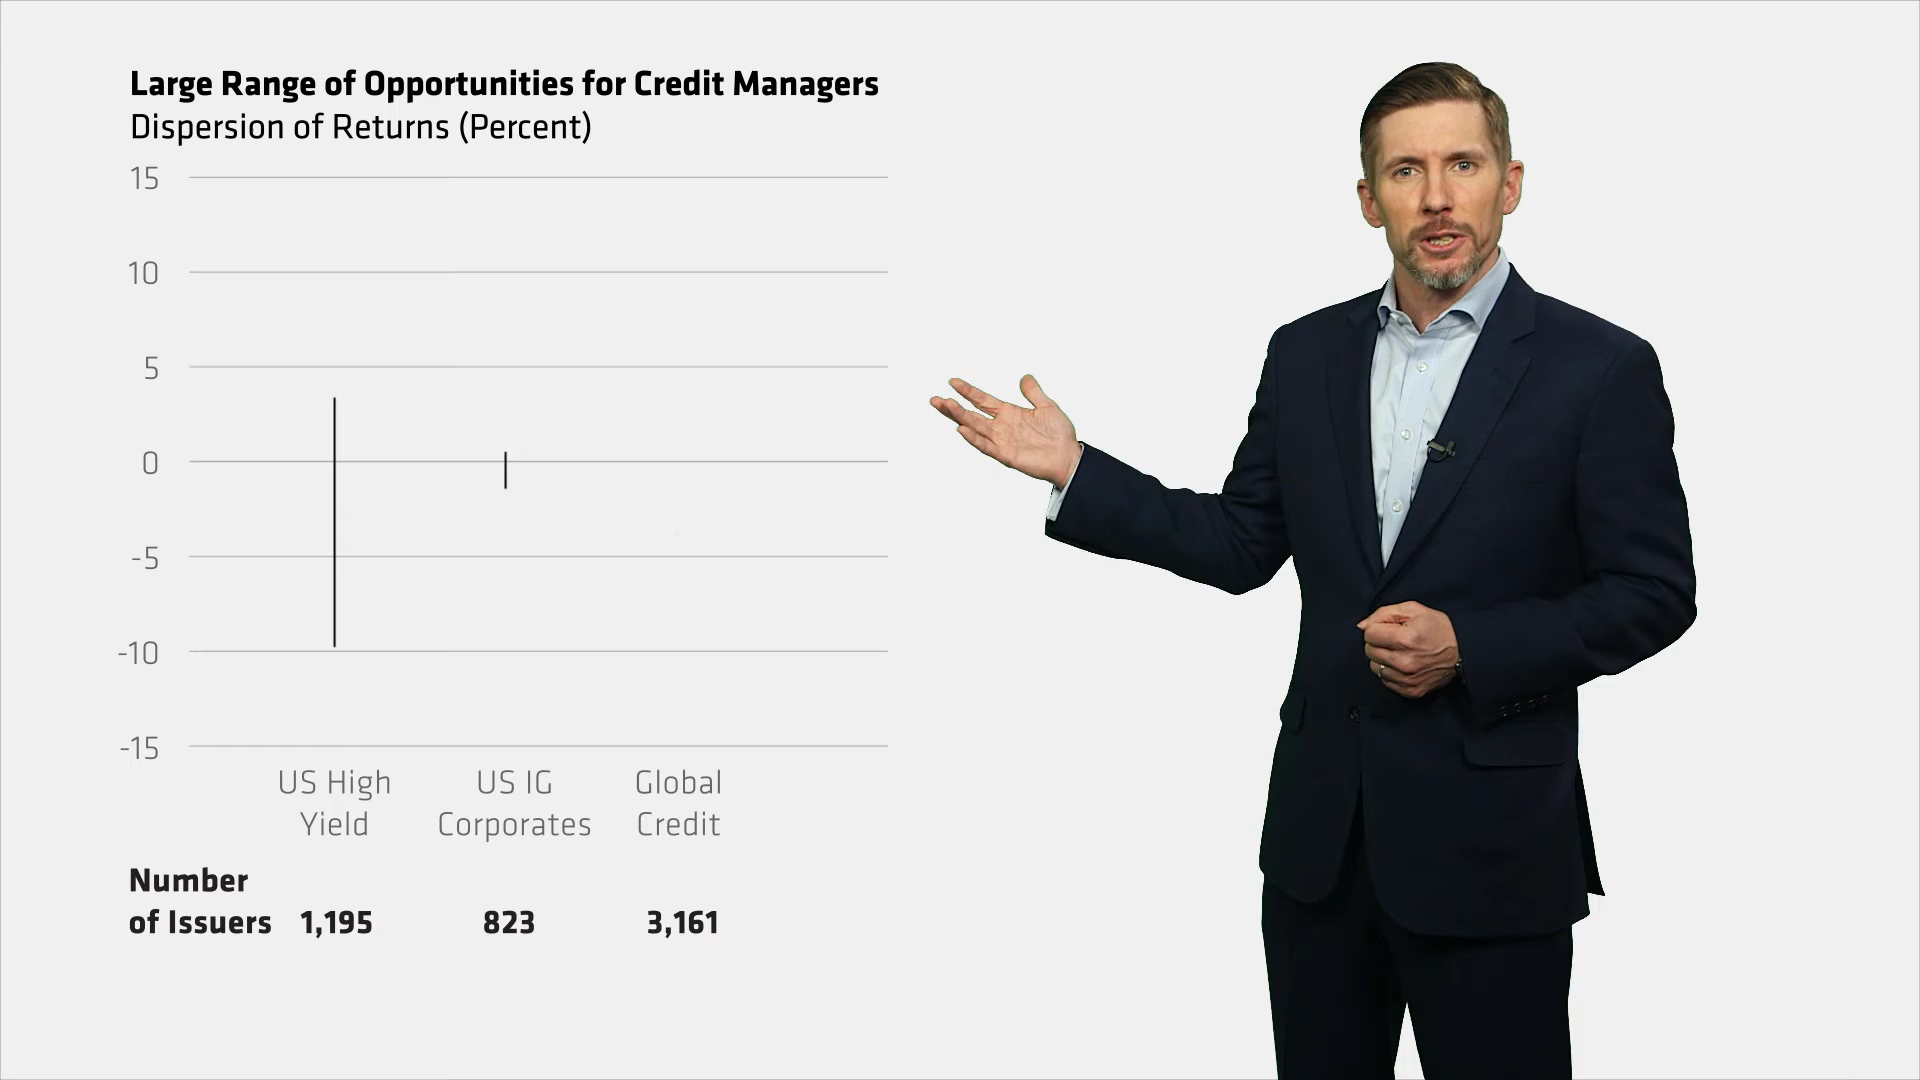 Large Range of Opportunities for Credit Managers
Dispersion of Returns (Percent)
15
10
5
0
-5
-10
-15
US High
Yield
US IG
Corporates
Global
Credit
Number
of Issuers 1,195 823 3,161